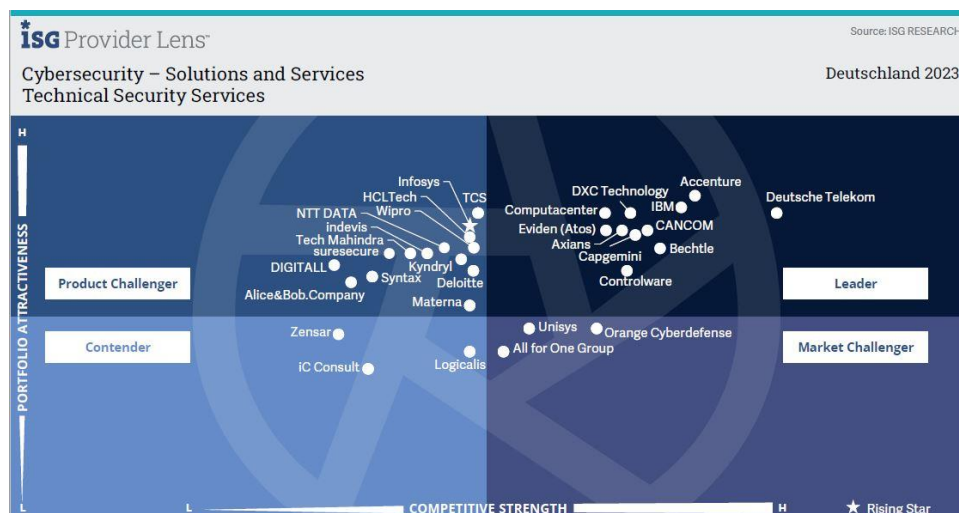 ISG Provider Lens™
Source: ISG RESEARCH
Cybersecurity – Solutions and Services
Technical Security Services
Deutschland 2023
H
PORTFOLIO ATTRACTIVENESS
L
Infosys
HCLTech
TCS
Wipro
NTT DATA
indevis
Tech Mahindra
suresecure
DIGITALL
Kyndryl
Syntax
Deloitte
Alice&Bob.Company
Materna
Product Challenger
Accenture
DXC Technology
Deutsche Telekom
IBM
Computacenter
Eviden (Atos)
CANCOM
Axians
Bechtle
Capgemini
Controlware
Leader
Zensar
Contender
iC Consult
Logicalis
Unisys
Orange Cyberdefense
All for One Group
Market Challenger
L
COMPETITIVE STRENGTH
H
Rising Star